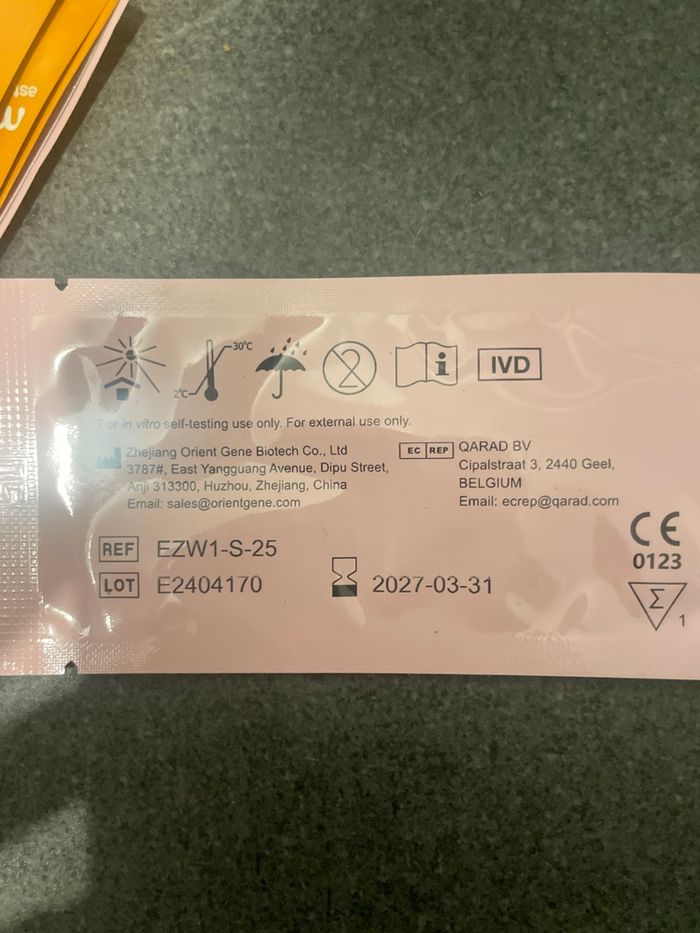 est
m
30°C
2°C
2
i
IVD
For in vitro self-testing use only. For external use only.
Zhejiang Orient Gene Biotech Co., Ltd
3787#, East Yangguang Avenue, Dipu Street,
Anji 313300, Huzhou, Zhejiang, China
Email: sales@orientgene.com
EC REP
QARAD BV
Cipalstraat 3, 2440 Geel,
BELGIUM
Email: ecrep@qarad.com
CE
0123
REF EZW1-S-25
LOT E2404170
2027-03-31
Σ
1